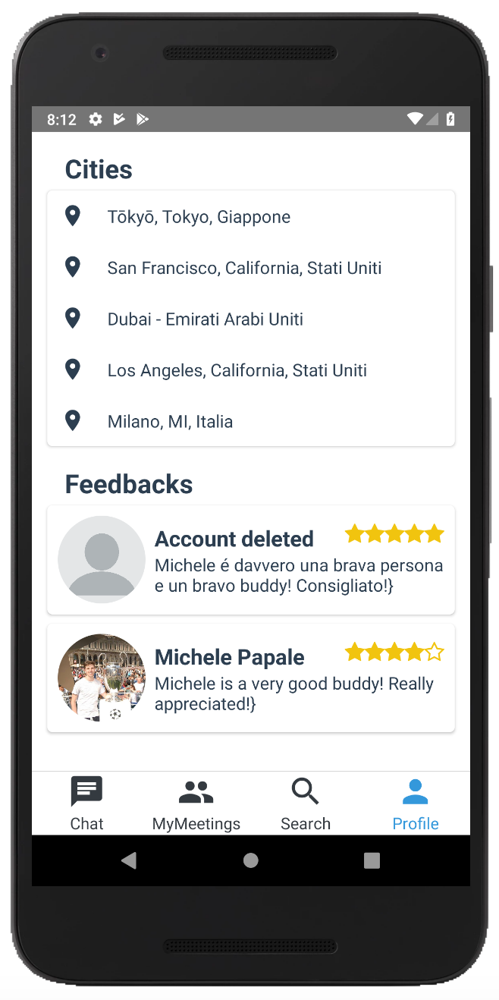 8:12
Cities
Tōkyō, Tokyo, Giappone
San Francisco, California, Stati Uniti
Dubai - Emirati Arabi Uniti
Los Angeles, California, Stati Uniti
Milano, MI, Italia
Feedbacks
Account deleted
Michele é davvero una brava persona
e un bravo buddy! Consigliato!}
Michele Papale
Michele is a very good buddy! Really
appreciated!}
Chat
MyMeetings
Search
Profile